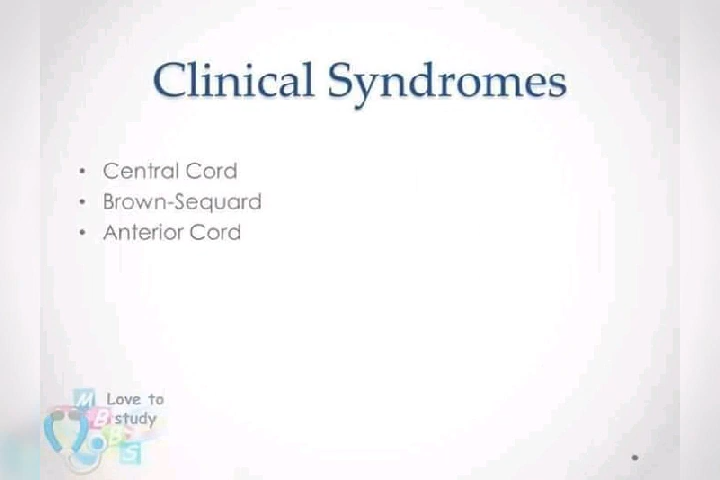 Clinical Syndromes
• Central Cord
• Brown-Sequard
• Anterior Cord
Love to
study
M
B
B
S